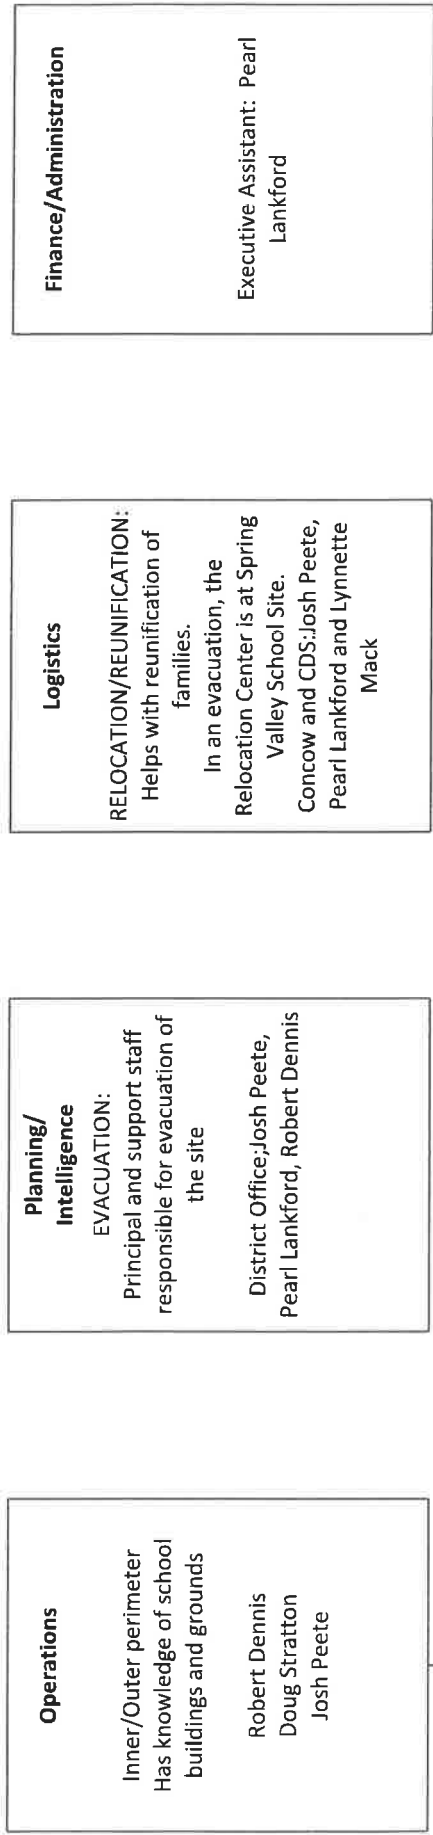 Operations
Inner/Outer perimeter
Has knowledge of school
buildings and grounds
Robert Dennis
Doug Stratton
Josh Peete
Planning/
Intelligence
EVACUATION:
Principal and support staff
responsible for evacuation of
the site
District Office;Josh Peete,
Pearl Lankford, Robert Dennis
Logistics
RELOCATION/REUNIFICATION:
Helps with reunification of
families.
In an evacuation, the
Relocation Center is at Spring
Valley School Site.
Concow and CDS:Josh Peete,
Pearl Lankford and Lynnette
Mack
Finance/Administration
Executive Assistant: Pearl
Lankford